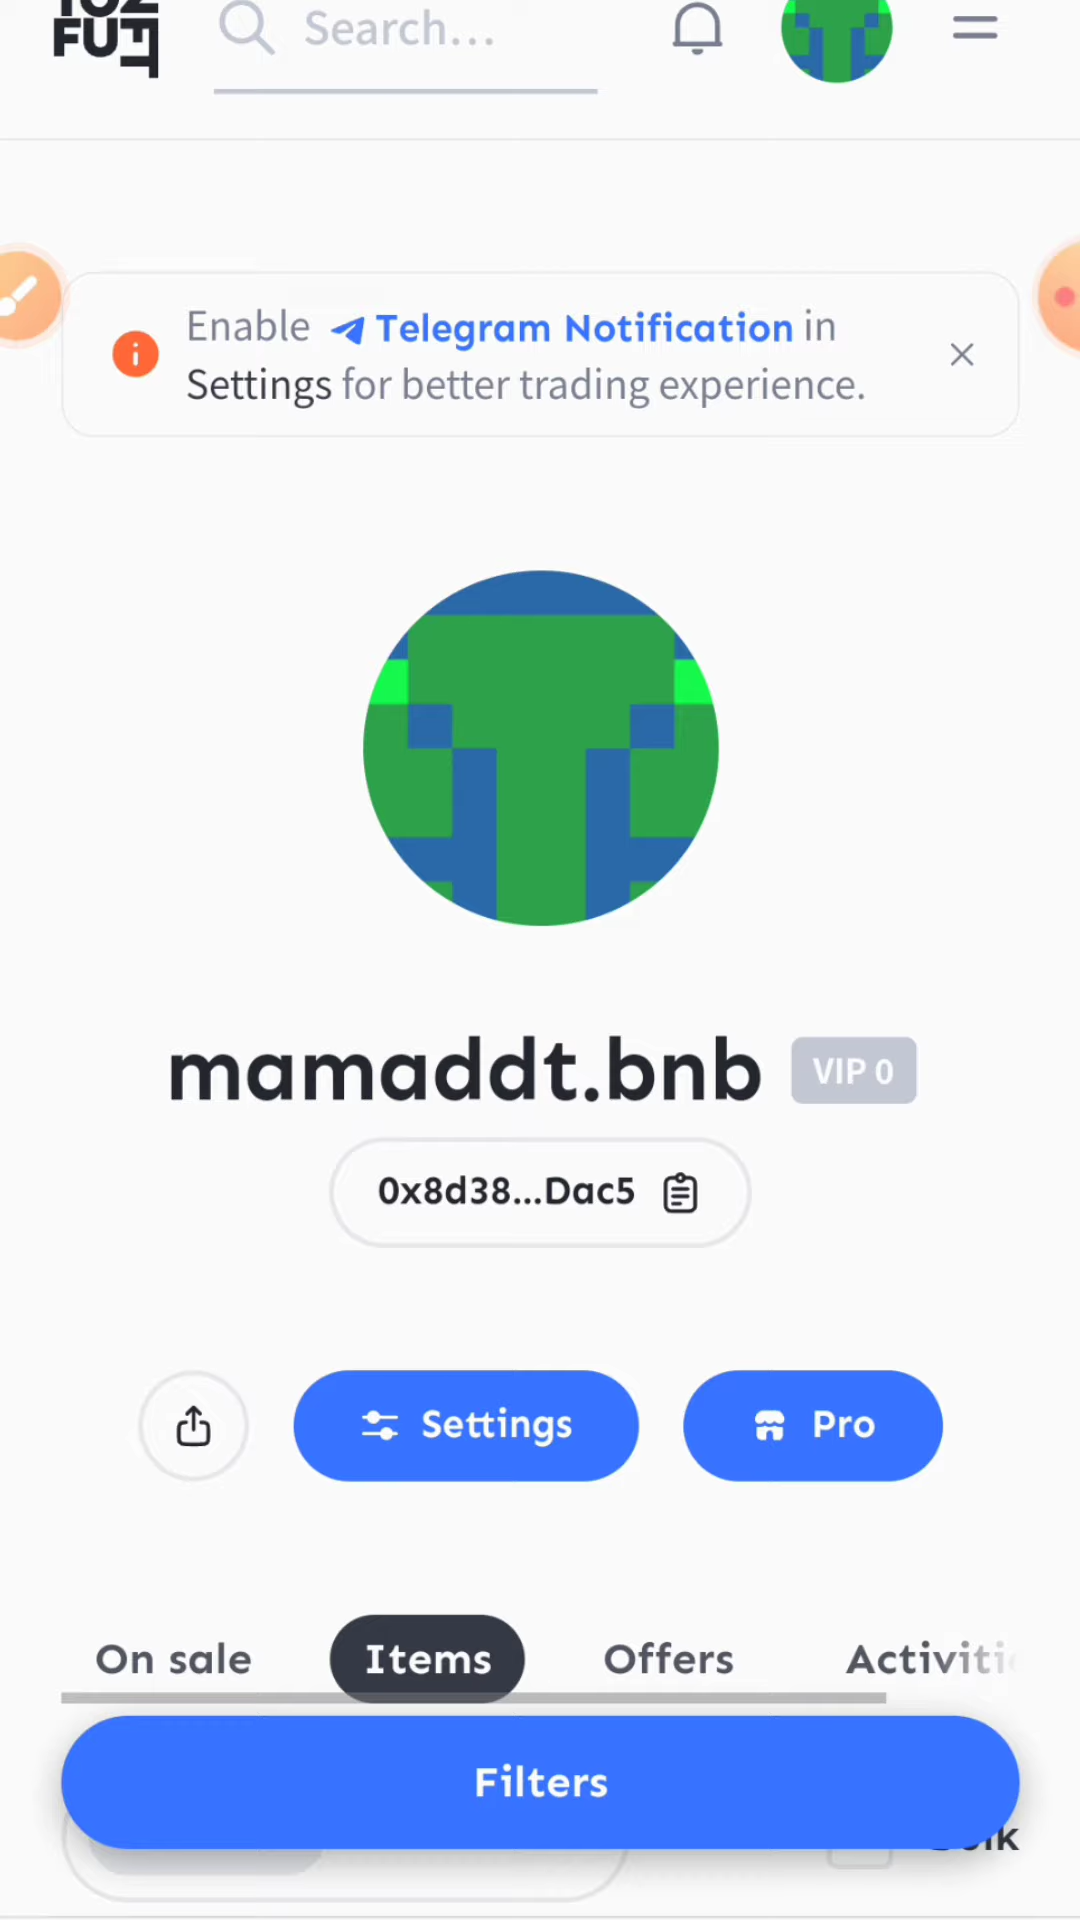 Search...
Enable Telegram Notification in
Settings for better trading experience.
mamaddt.bnb VIP 0
0x8d38...Dac5
Settings Pro
On sale Items Offers
Filters